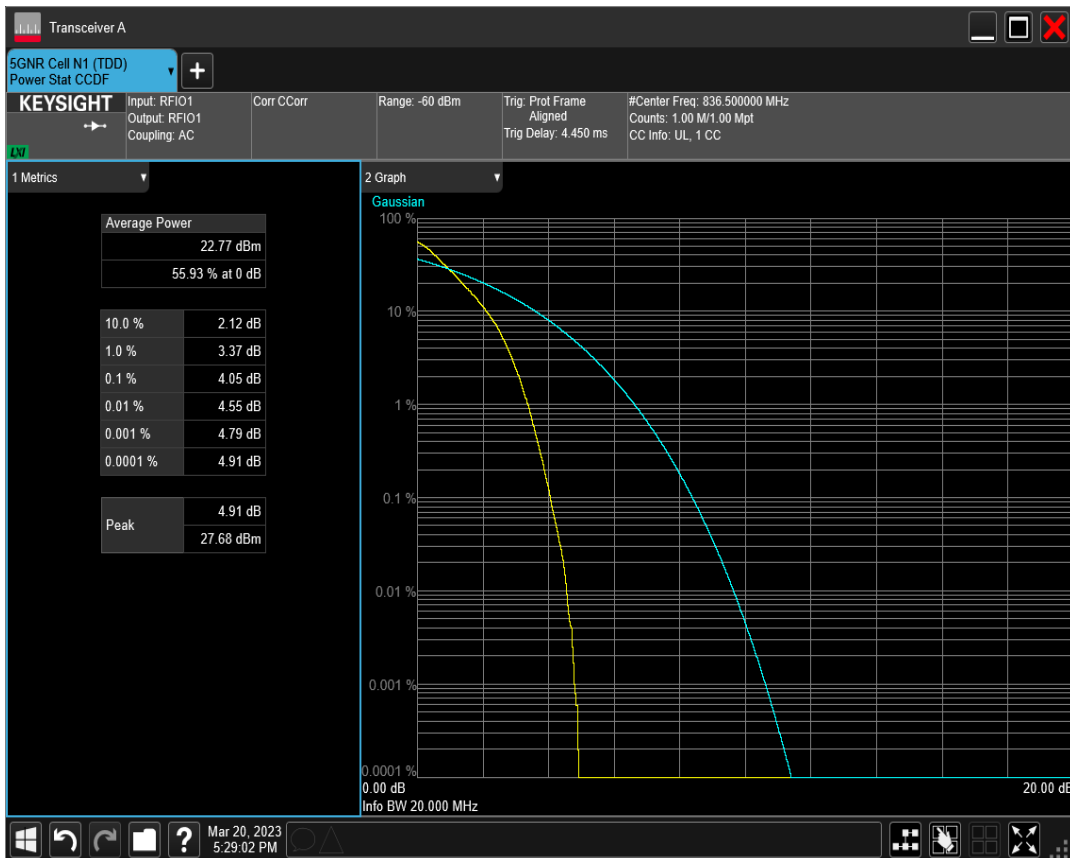 Transceiver A
5GNR Cell N1 (TDD)
Power Stat CCDF
KEYSIGHT
LXI
Input: RFIO1
Output: RFIO1
Coupling: AC
Corr CCorr
Range: -60 dBm
Trig: Prot Frame
Aligned
Trig Delay: 4.450 ms
#Center Freq: 836.500000 MHz
Counts: 1.00 M/1.00 Mpt
CC Info: UL, 1 CC
1 Metrics
Average Power
22.77 dBm
55.93 % at 0 dB
10.0 % 2.12 dB
1.0 % 3.37 dB
0.1 % 4.05 dB
0.01 % 4.55 dB
0.001 % 4.79 dB
0.0001 % 4.91 dB
Peak 4.91 dB
27.68 dBm
2 Graph
Gaussian
100 %
10 %
1 %
0.1 %
0.01 %
0.001 %
0.0001 %
0.00 dB 20.00 dB
Info BW 20.000 MHz
Mar 20, 2023
5:29:02 PM